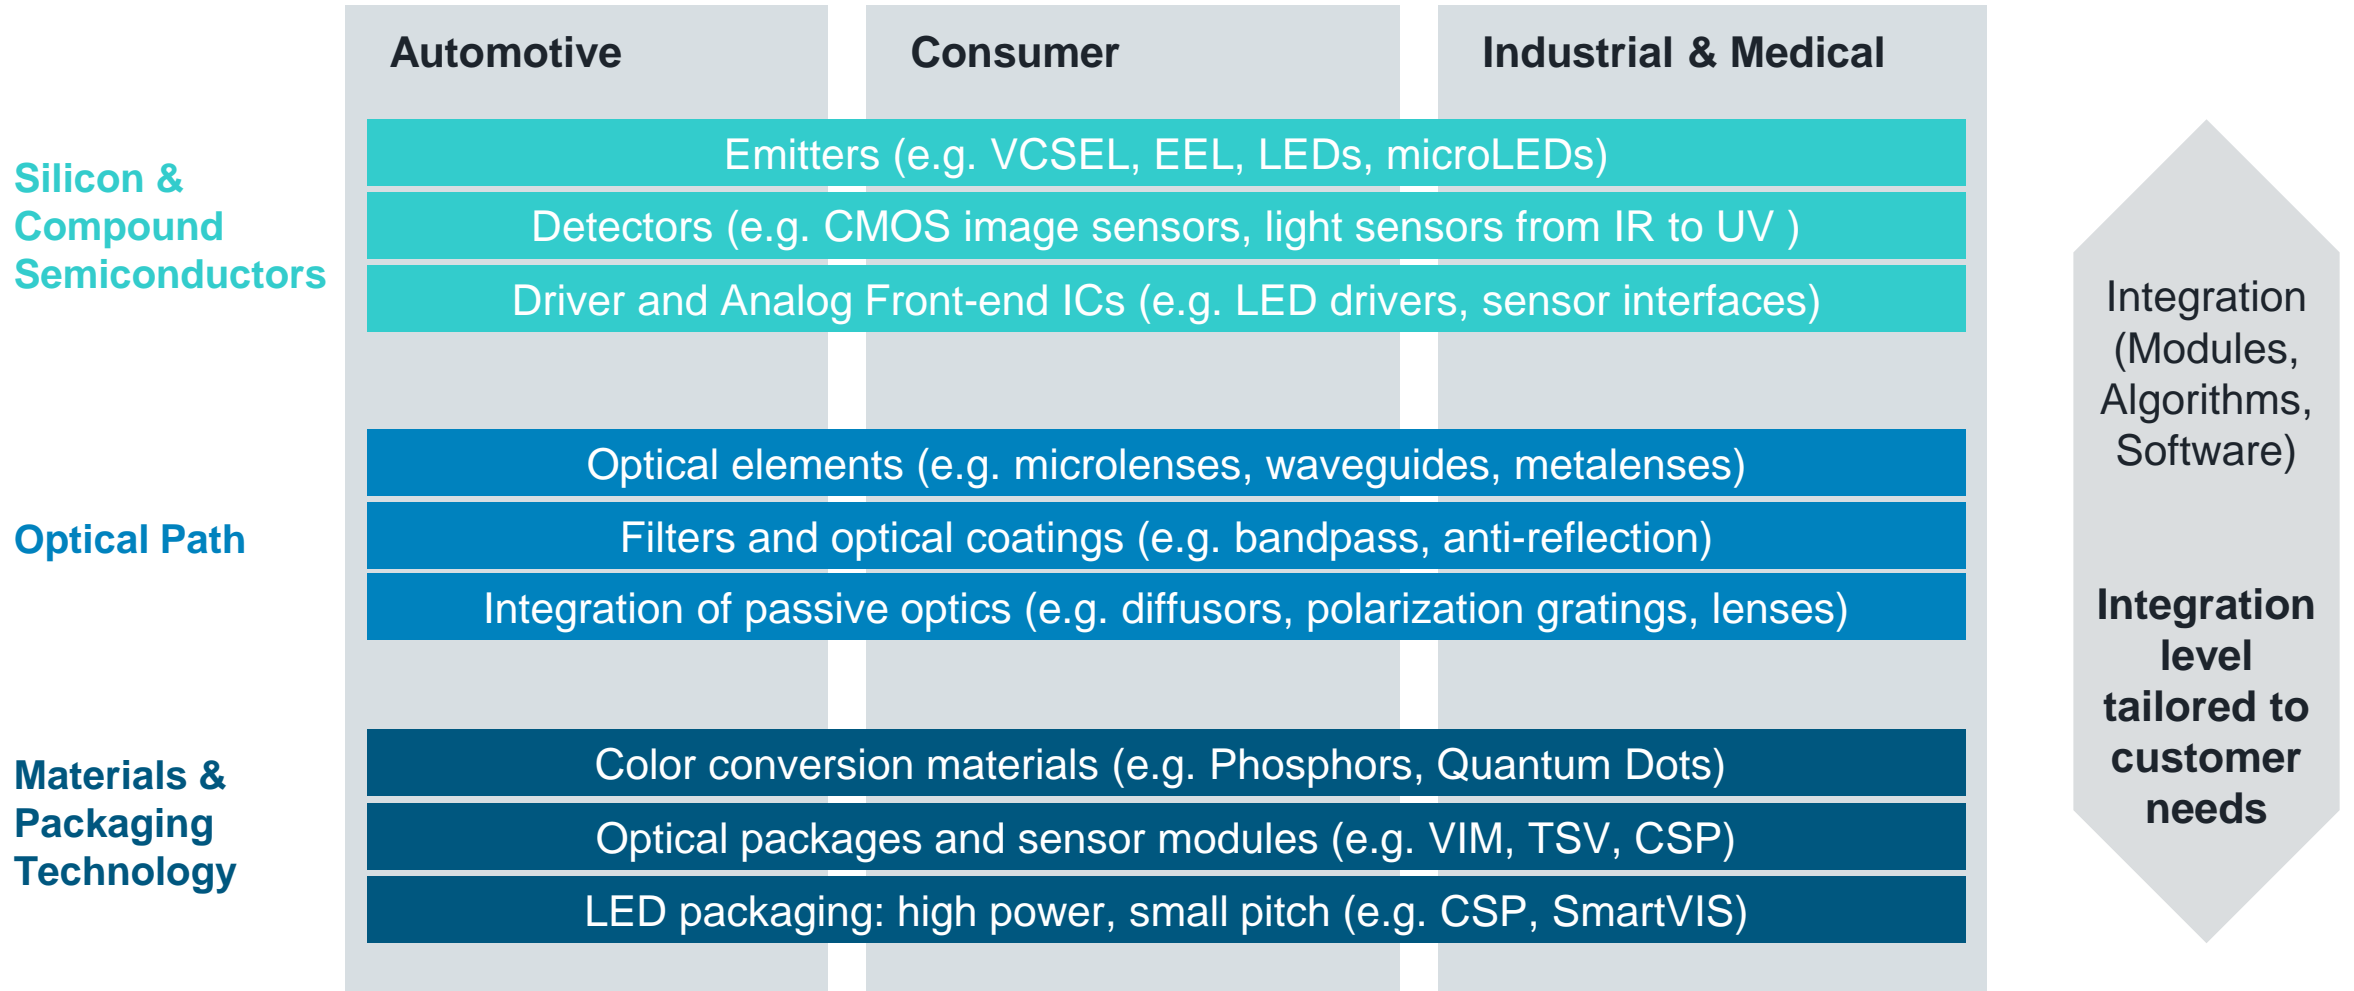 Automotive
Consumer
Industrial & Medical
Silicon &
Compound
Semiconductors
Emitters (e.g. VCSEL, EEL, LEDs, microLEDs)
Detectors (e.g. CMOS image sensors, light sensors from IR to UV )
Driver and Analog Front-end ICs (e.g. LED drivers, sensor interfaces)
Optical Path
Optical elements (e.g. microlenses, waveguides, metalenses)
Filters and optical coatings (e.g. bandpass, anti-reflection)
Integration of passive optics (e.g. diffusors, polarization gratings, lenses)
Materials &
Packaging
Technology
Color conversion materials (e.g. Phosphors, Quantum Dots)
Optical packages and sensor modules (e.g. VIM, TSV, CSP)
LED packaging: high power, small pitch (e.g. CSP, SmartVIS)
Integration
(Modules,
Algorithms,
Software)
Integration
level
tailored to
customer
needs